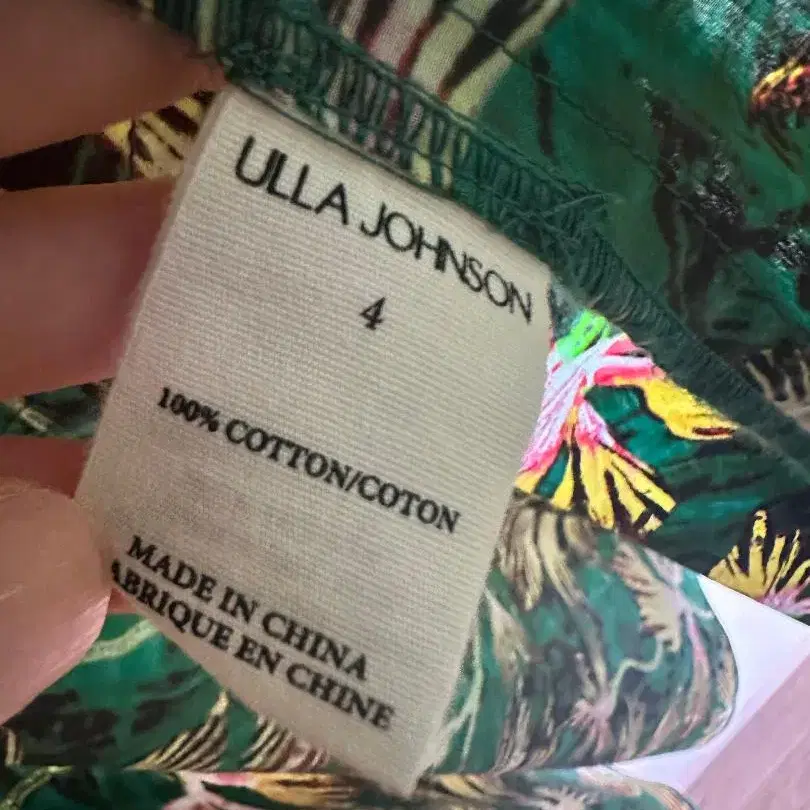 ULLA JOHNSON
4
100% COTTON/COTON
MADE IN CHINA
ABRIQUE EN CHINE